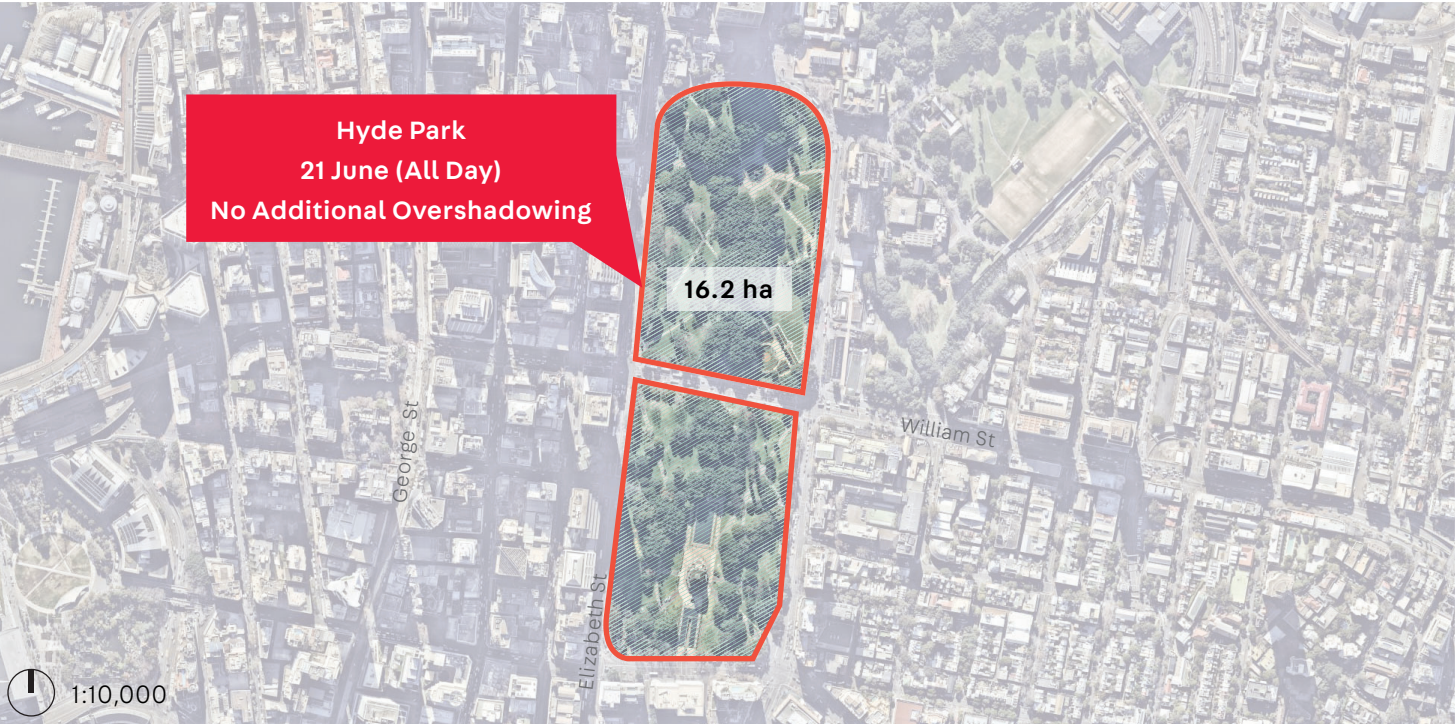 Hyde Park
21 June (All Day)
No Additional Overshadowing
16.2 ha
George St
William St
Elizabeth St
1:10,000